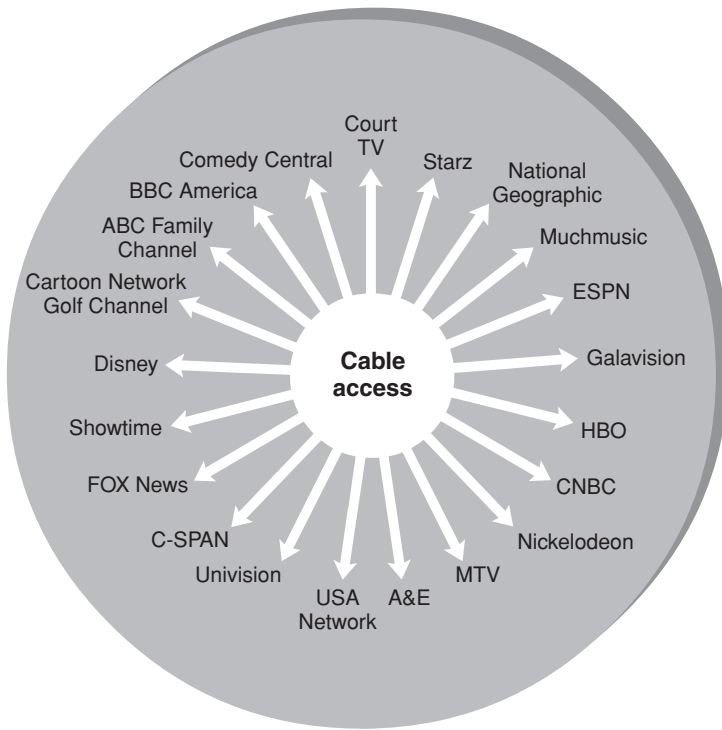 Court
TV
Starz
National
Geographic
Muchmusic
ESPN
Galavision
HBO
CNBC
Nickelodeon
MTV
A&E
USA
Network
Univision
C-SPAN
FOX News
Showtime
Disney
Cartoon Network
Golf Channel
ABC Family
Channel
BBC America
Comedy Central
Cable
access